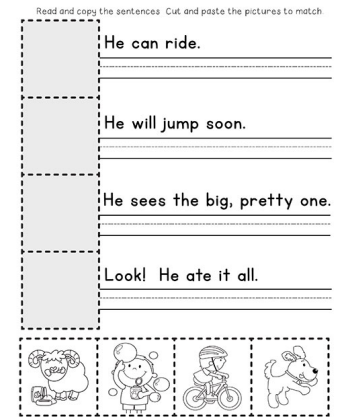 Read and copy the sentences Cut and paste the pictures to match
He can ride.
He will jump soon.
He sees the big, pretty one.
Look! He ate it all.